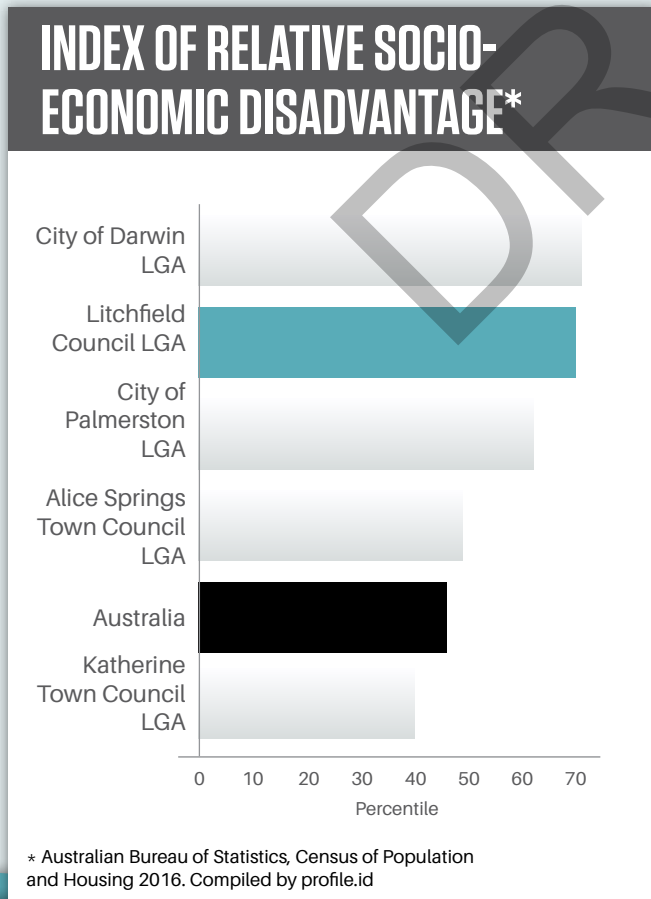 INDEX OF RELATIVE SOCIO-
ECONOMIC DISADVANTAGE*
City of Darwin
LGA
Litchfield
Council LGA
City of
Palmerston
LGA
Alice Springs
Town Council
LGA
Australia
Katherine
Town Council
LGA
0 10 20 30 40 50 60 70
Percentile
* Australian Bureau of Statistics, Census of Population
and Housing 2016. Compiled by profile.id
DR